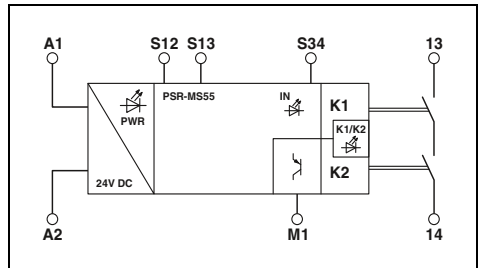 A1 S12 S13 S34 13
PSR-MS55 IN K1
PWR K1/K2
24V DC K2
A2 M1 14